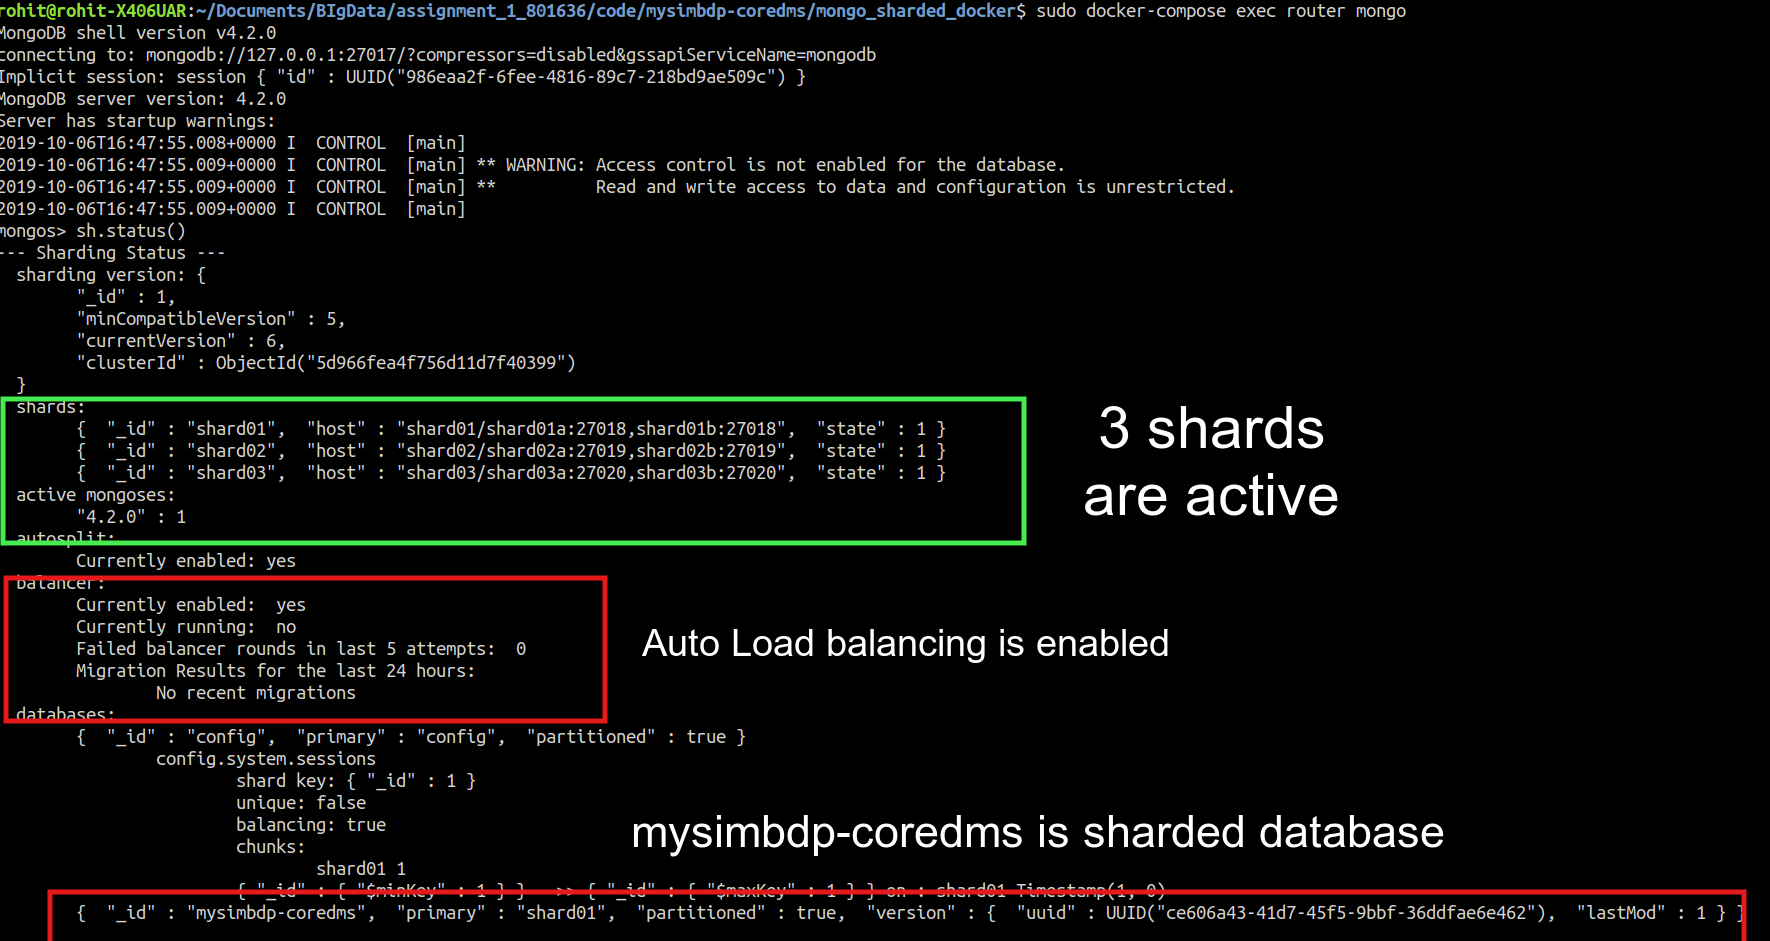 rohit@rohit-X406UAR:~/Documents/BIgData/assignment_1_801636/code/mysimbdp-coredms/mongo_sharded_docker$ sudo docker-compose exec router mongo
MongoDB shell version v4.2.0
connecting to: mongodb://127.0.0.1:27017/?compressors=disabled&gssapiServiceName=mongodb
Implicit session: session { "id" : UUID("986eaa2f-6fee-4816-89c7-218bd9ae509c") }
MongoDB server version: 4.2.0
Server has startup warnings:
2019-10-06T16:47:55.008+0000 I  CONTROL  [main]
2019-10-06T16:47:55.009+0000 I  CONTROL  [main] ** WARNING: Access control is not enabled for the database.
2019-10-06T16:47:55.009+0000 I  CONTROL  [main] **          Read and write access to data and configuration is unrestricted.
2019-10-06T16:47:55.009+0000 I  CONTROL  [main]
mongos> sh.status()
--- Sharding Status ---
  sharding version: {
        "_id" : 1,
        "minCompatibleVersion" : 5,
        "currentVersion" : 6,
        "clusterId" : ObjectId("5d966fea4f756d11d7f40399")
  }
  shards:
        {  "_id" : "shard01",  "host" : "shard01/shard01a:27018,shard01b:27018",  "state" : 1 }
        {  "_id" : "shard02",  "host" : "shard02/shard02a:27019,shard02b:27019",  "state" : 1 }
        {  "_id" : "shard03",  "host" : "shard03/shard03a:27020,shard03b:27020",  "state" : 1 }
  active mongoses:
        "4.2.0" : 1
3 shards
are active
  autosplit:
        Currently enabled: yes
  balancer:
        Currently enabled:  yes
        Currently running:  no
        Failed balancer rounds in last 5 attempts:  0
        Migration Results for the last 24 hours:
                No recent migrations
Auto Load balancing is enabled
  databases:
        {  "_id" : "config",  "primary" : "config",  "partitioned" : true }
                config.system.sessions
                        shard key: { "_id" : 1 }
                        unique: false
                        balancing: true
                        chunks:
                                shard01 1
mysimbdp-coredms is sharded database
                        { "_id" : { "$minKey" : 1 } } -->> { "_id" : { "$maxKey" : 1 } } on : shard01 Timestamp(1, 0)
        {  "_id" : "mysimbdp-coredms",  "primary" : "shard01",  "partitioned" : true,  "version" : {  "uuid" : UUID("ce606a43-41d7-45f5-9bbf-36ddfae6e462"),  "lastMod" : 1 } }